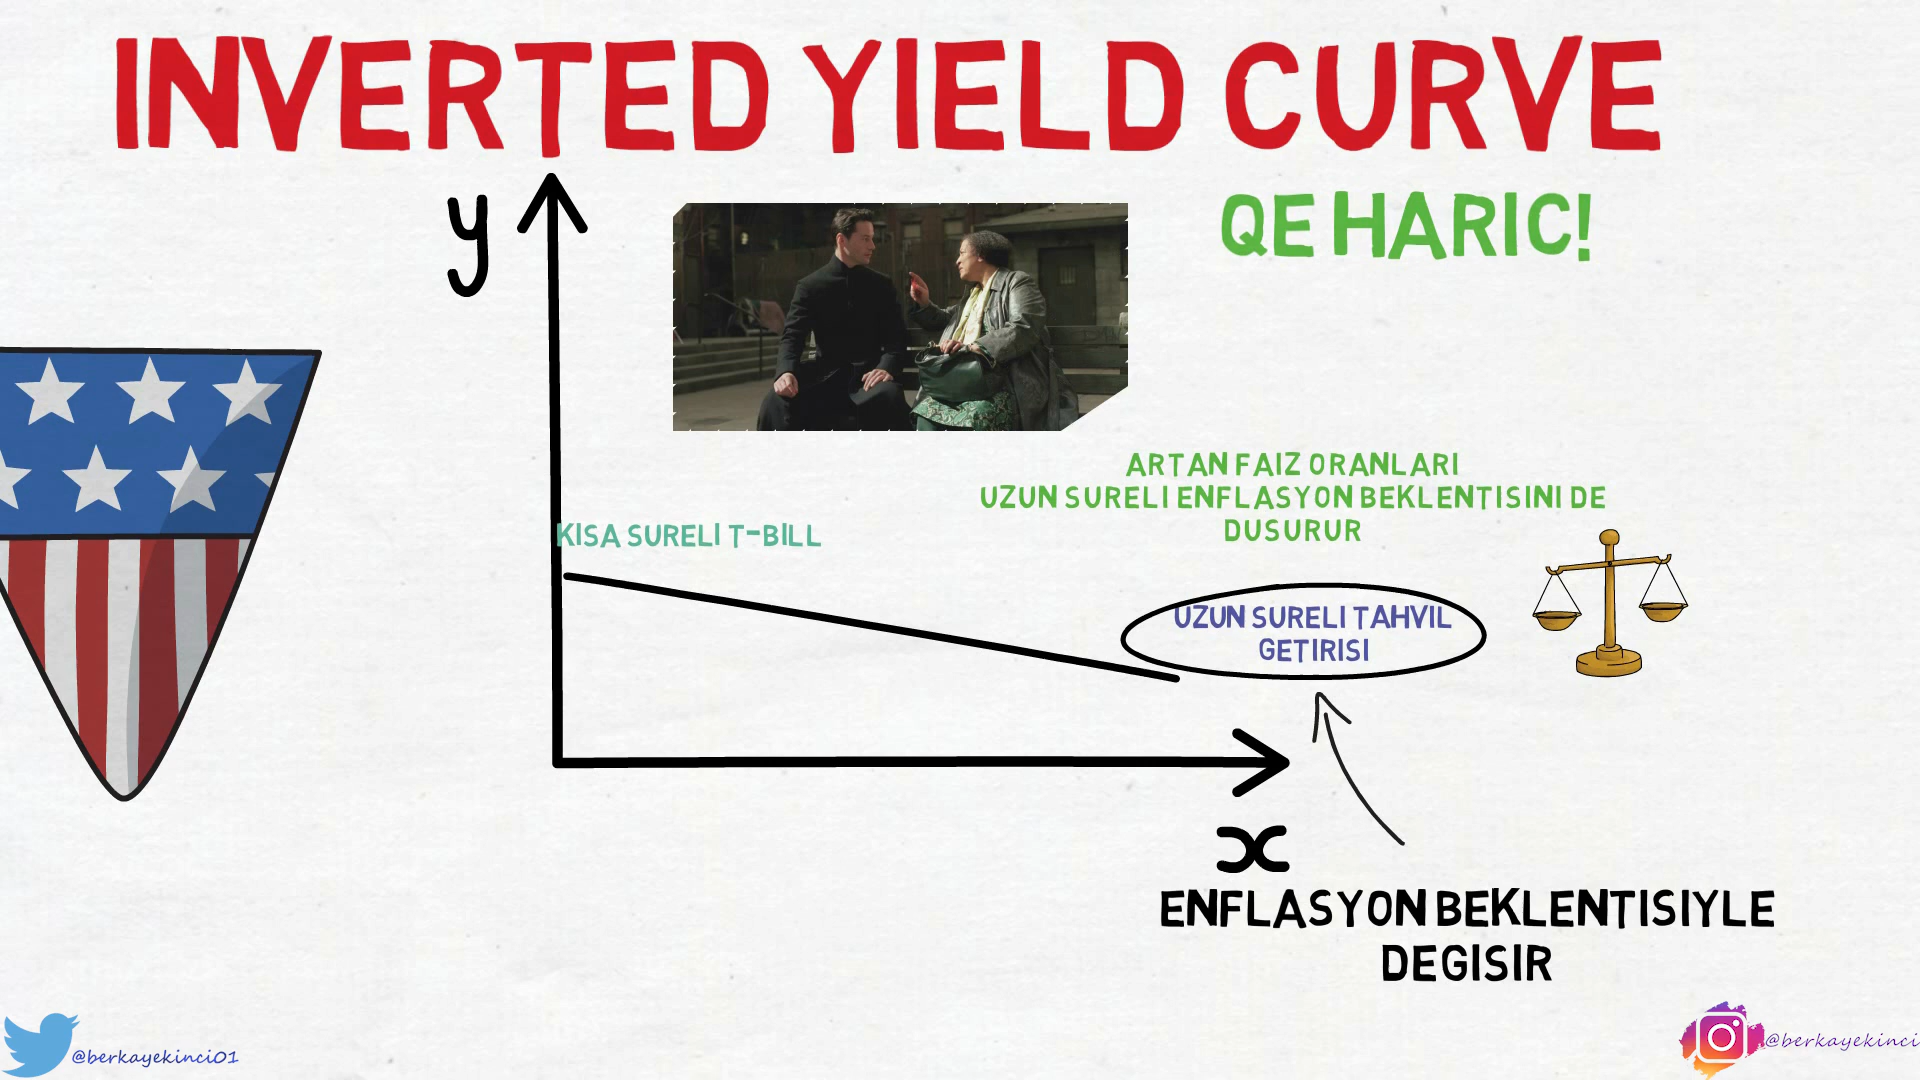 INVERTED YIELD CURVE
y
QE HARIC!
ARTAN FAIZ ORANLARI
UZUN SURELI ENFLASYON BEKLENTISINI DE
DUSURUR
KISA SURELI T-BILL
UZUN SURELI TAHVIL
GETIRISI
x
ENFLASYON BEKLENTISIYLE
DEGISIR
@berkayekinci01
@berkayekinci